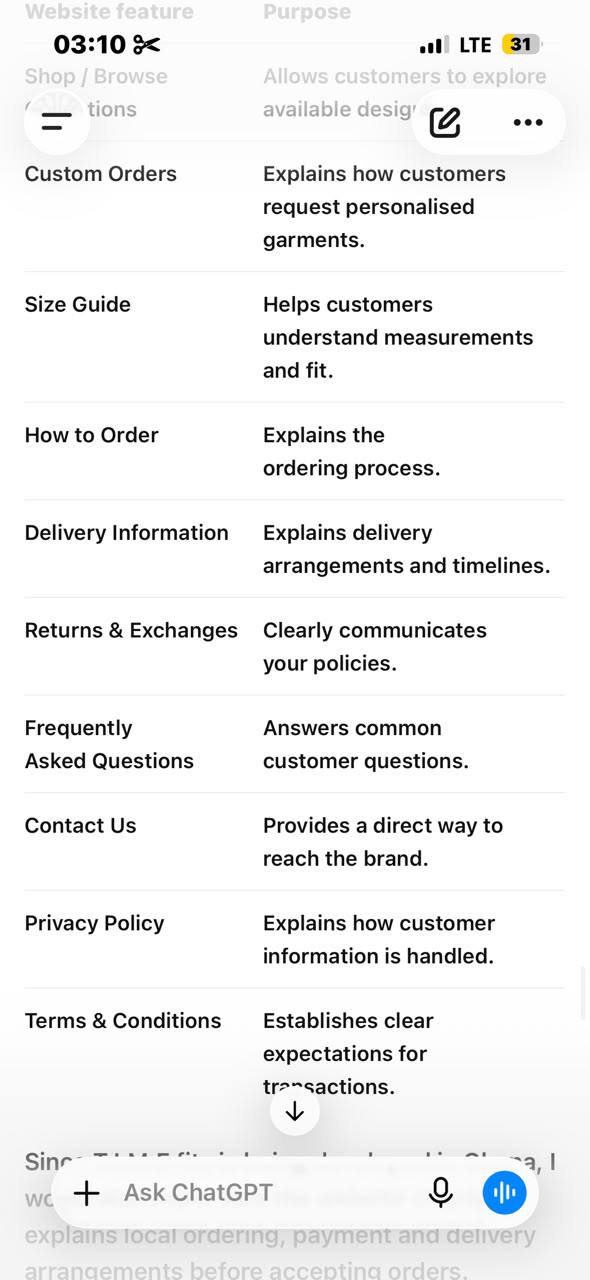 Website feature Purpose
03:10 LTE 31
Shop / Browse Allows customers to explore
available
Custom Orders Explains how customers
request personalised
garments.
Size Guide Helps customers
understand measurements
and fit.
How to Order Explains the
ordering process.
Delivery Information Explains delivery
arrangements and timelines.
Returns & Exchanges Clearly communicates
your policies.
Frequently Answers common
Asked Questions customer questions.
Contact Us Provides a direct way to
reach the brand.
Privacy Policy Explains how customer
information is handled.
Terms & Conditions Establishes clear
expectations for
transactions.
I
Ask ChatGPT
explains local ordering, payment and delivery
arrangements before accepting orders.